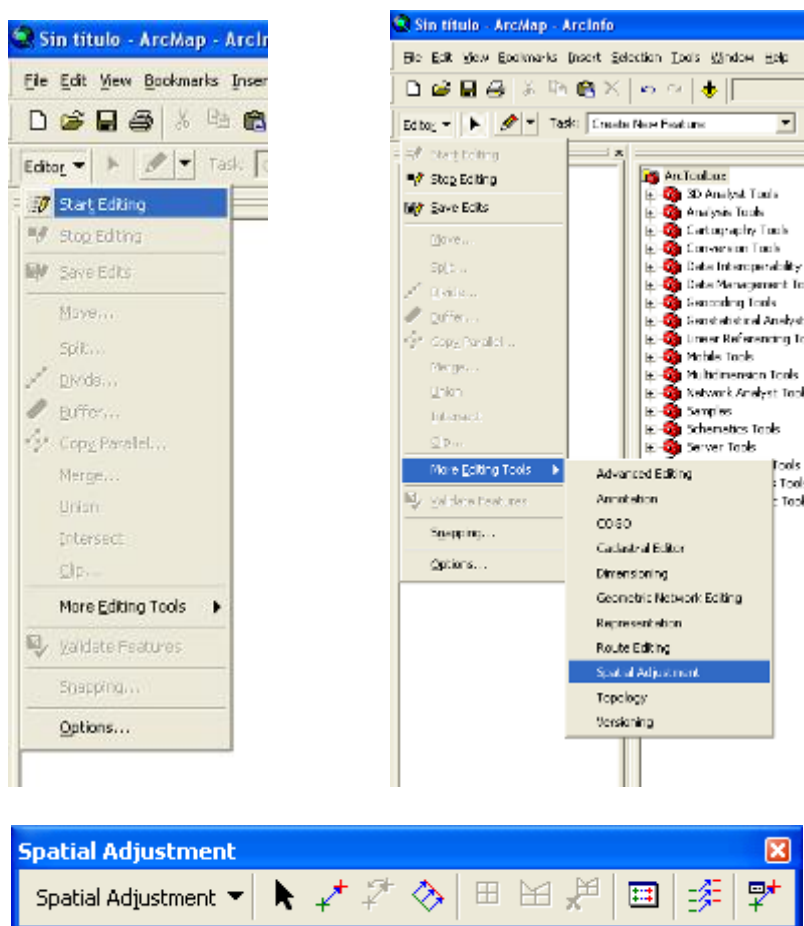 Sin título - ArcMap - ArcIn
File Edit View Bookmarks Inser
Editor
Task:
Start Editing
Stop Editing
Save Edits
Move...
Split...
Divide...
Buffer...
Copy Parallel...
Merge...
Union
Intersect
Clip...
More Editing Tools
Validate Features
Snapping...
Options...
Sin título - ArcMap - ArcInfo
File Edit View Bookmarks Insert Selection Tools Window Help
Editor
Task: Create New Feature
Start Editing
Stop Editing
Save Edits
Move...
Split...
Divide...
Buffer...
Copy Parallel...
Merge...
Union
Intersect
Clip...
More Editing Tools
Validate Features
Snapping...
Options...
ArcToolbox
3D Analyst Tools
Analysis Tools
Cartography Tools
Conversion Tools
Data Interoperability
Data Management To
Geocoding Tools
Geostatistical Analyst
Linear Referencing To
Mobile Tools
Multidimension Tools
Network Analyst Tool
Samples
Schematics Tools
Server Tools
Tools
Tool
Tool
Advanced Editing
Annotation
COGO
Cadastral Editor
Dimensioning
Geometric Network Editing
Representation
Route Editing
Spatial Adjustment
Topology
Versioning
Spatial Adjustment
Spatial Adjustment